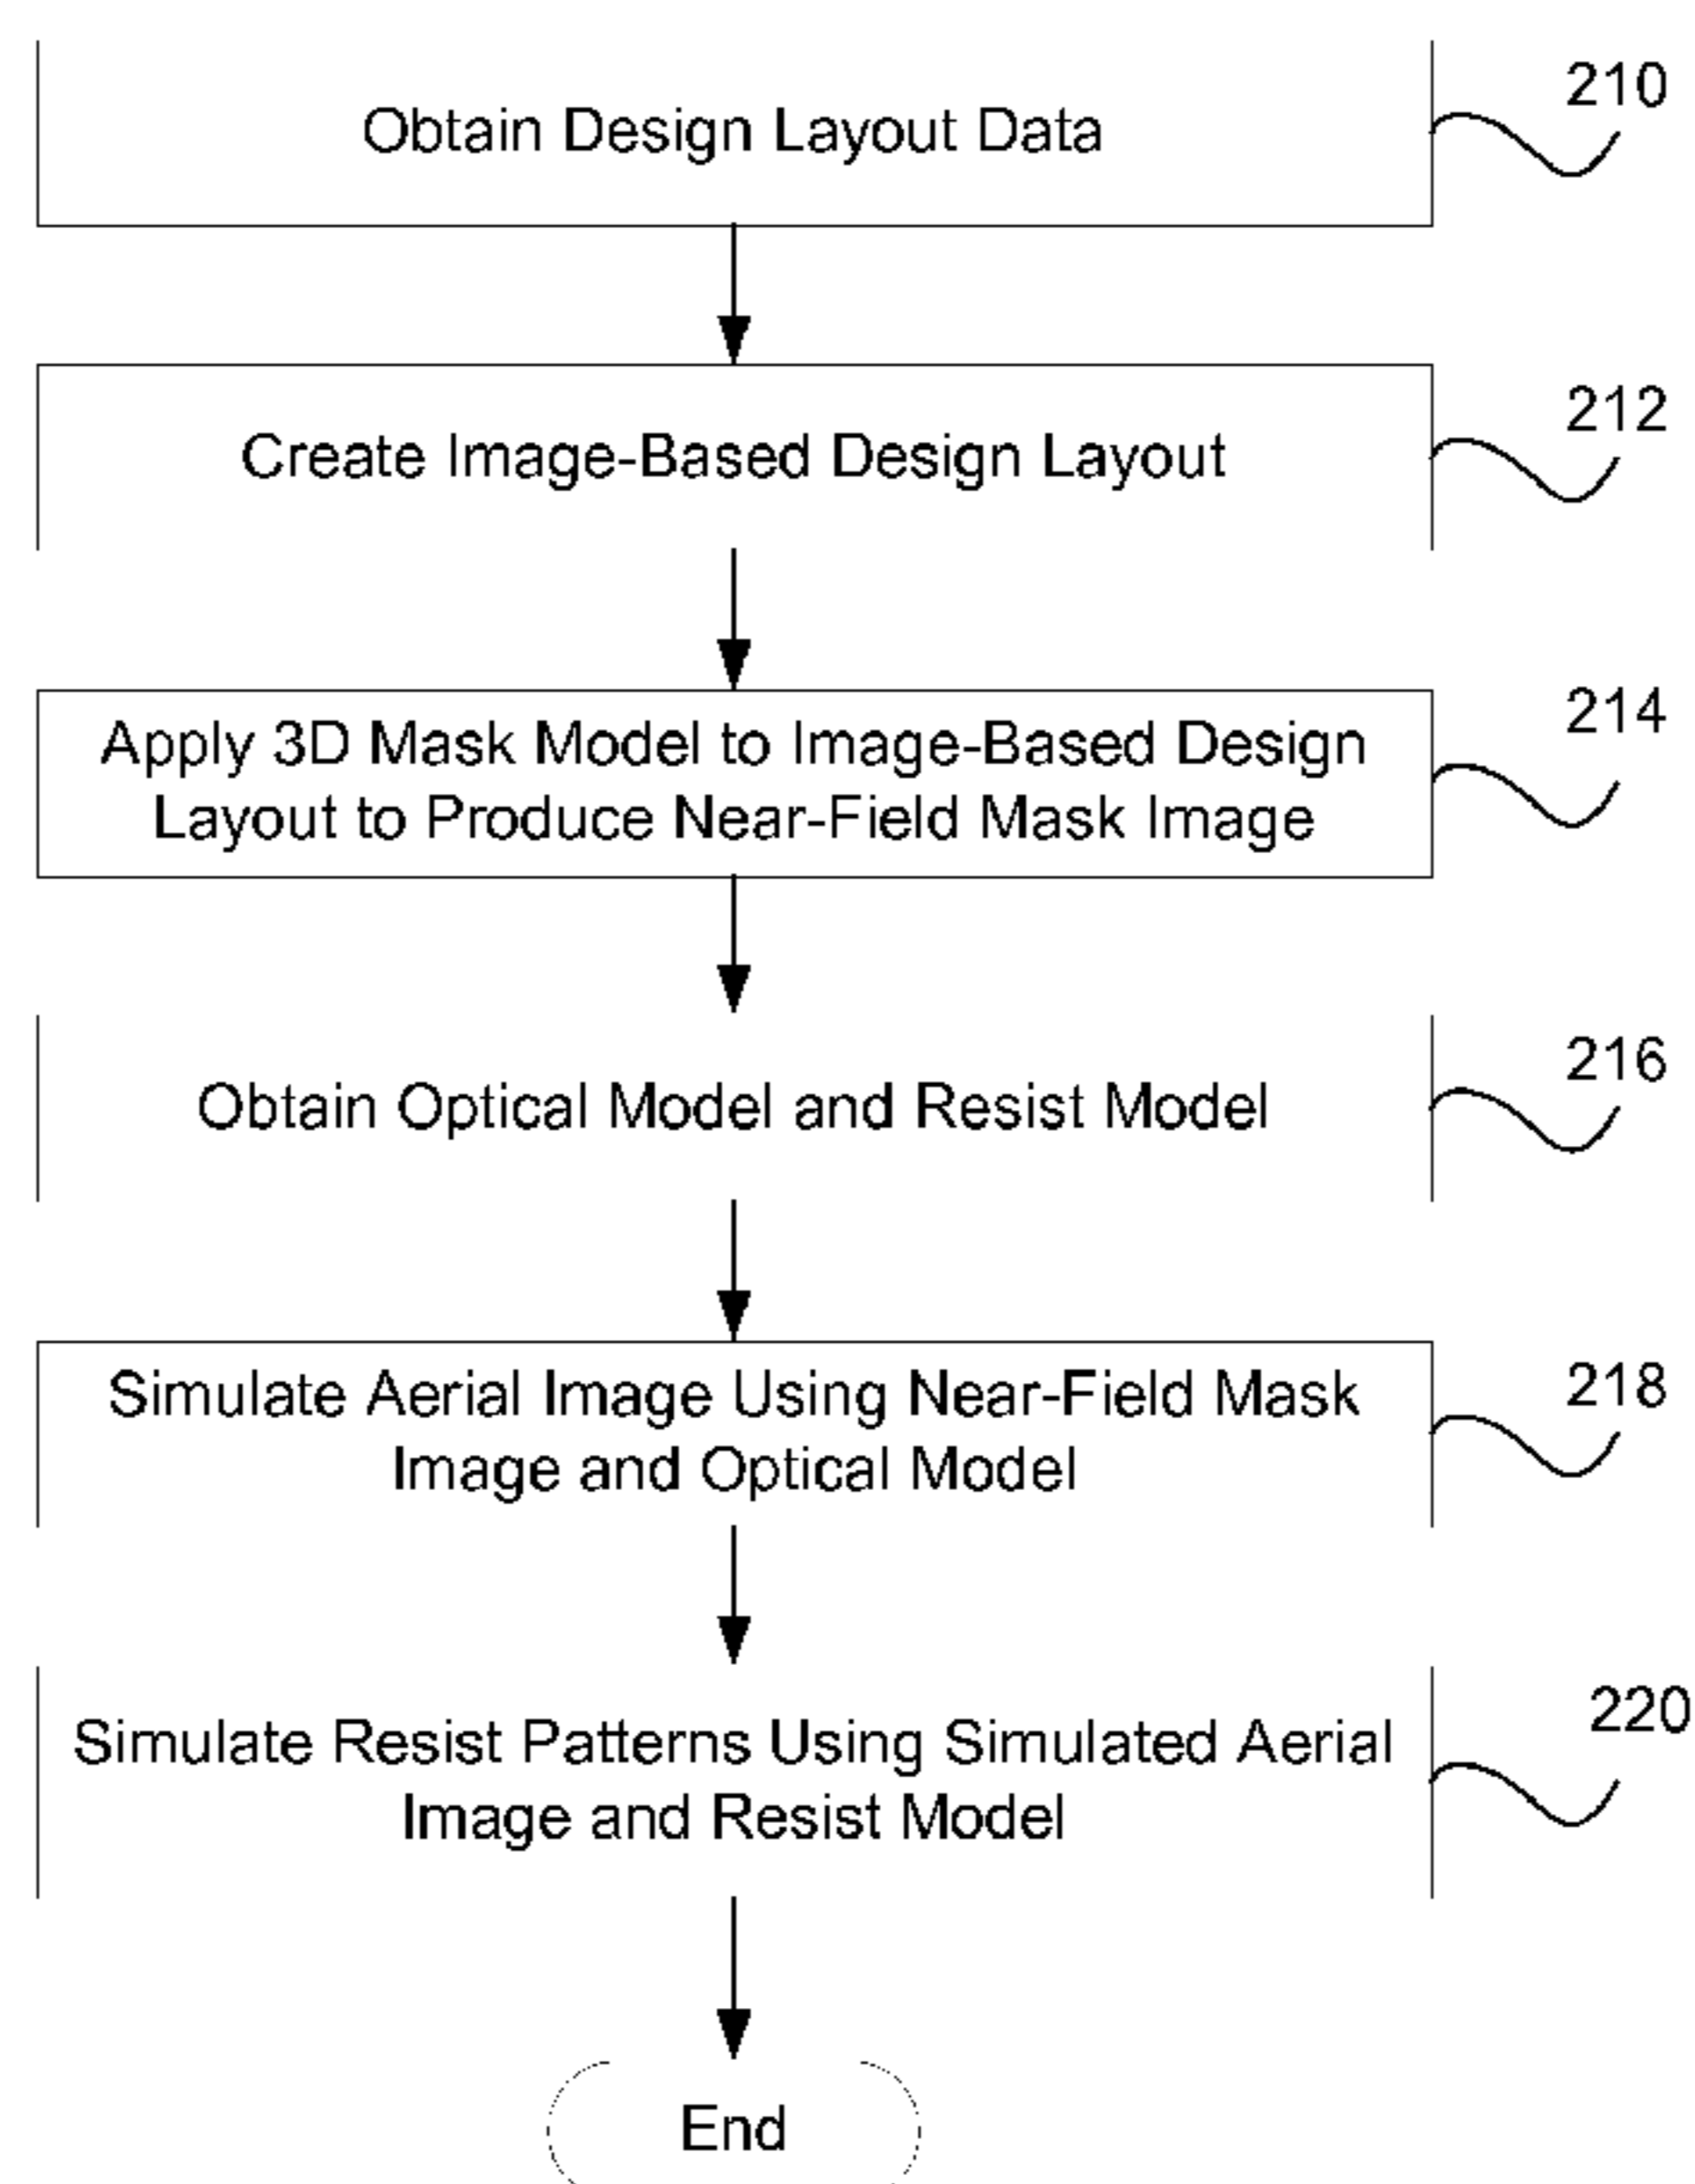 Obtain Design Layout Data
210
Create Image-Based Design Layout
212
Apply 3D Mask Model to Image-Based Design
Layout to Produce Near-Field Mask Image
214
Obtain Optical Model and Resist Model
216
Simulate Aerial Image Using Near-Field Mask
Image and Optical Model
218
Simulate Resist Patterns Using Simulated Aerial
Image and Resist Model
220
End